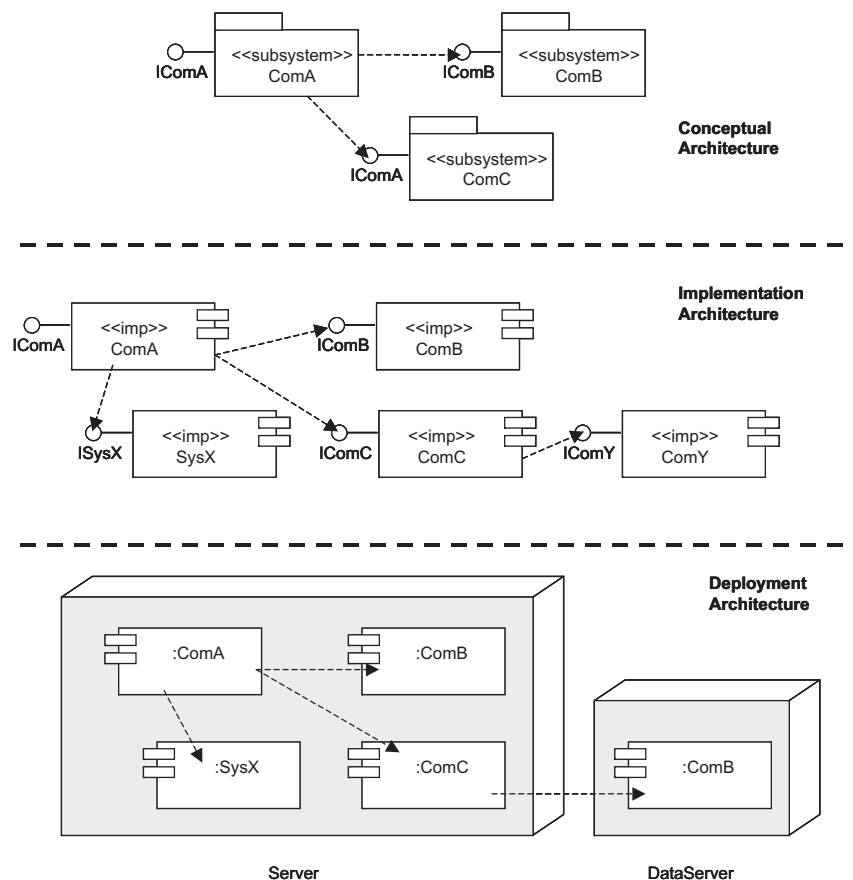 <<subsystem>>
ComA
IComA
<<subsystem>>
ComB
IComB
<<subsystem>>
ComC
IComA
Conceptual
Architecture
Implementation
Architecture
<<imp>>
ComA
IComA
<<imp>>
ComB
IComB
<<imp>>
SysX
ISysX
<<imp>>
ComC
IComC
<<imp>>
ComY
IComY
Deployment
Architecture
:ComA
:ComB
:SysX
:ComC
:ComB
Server
DataServer